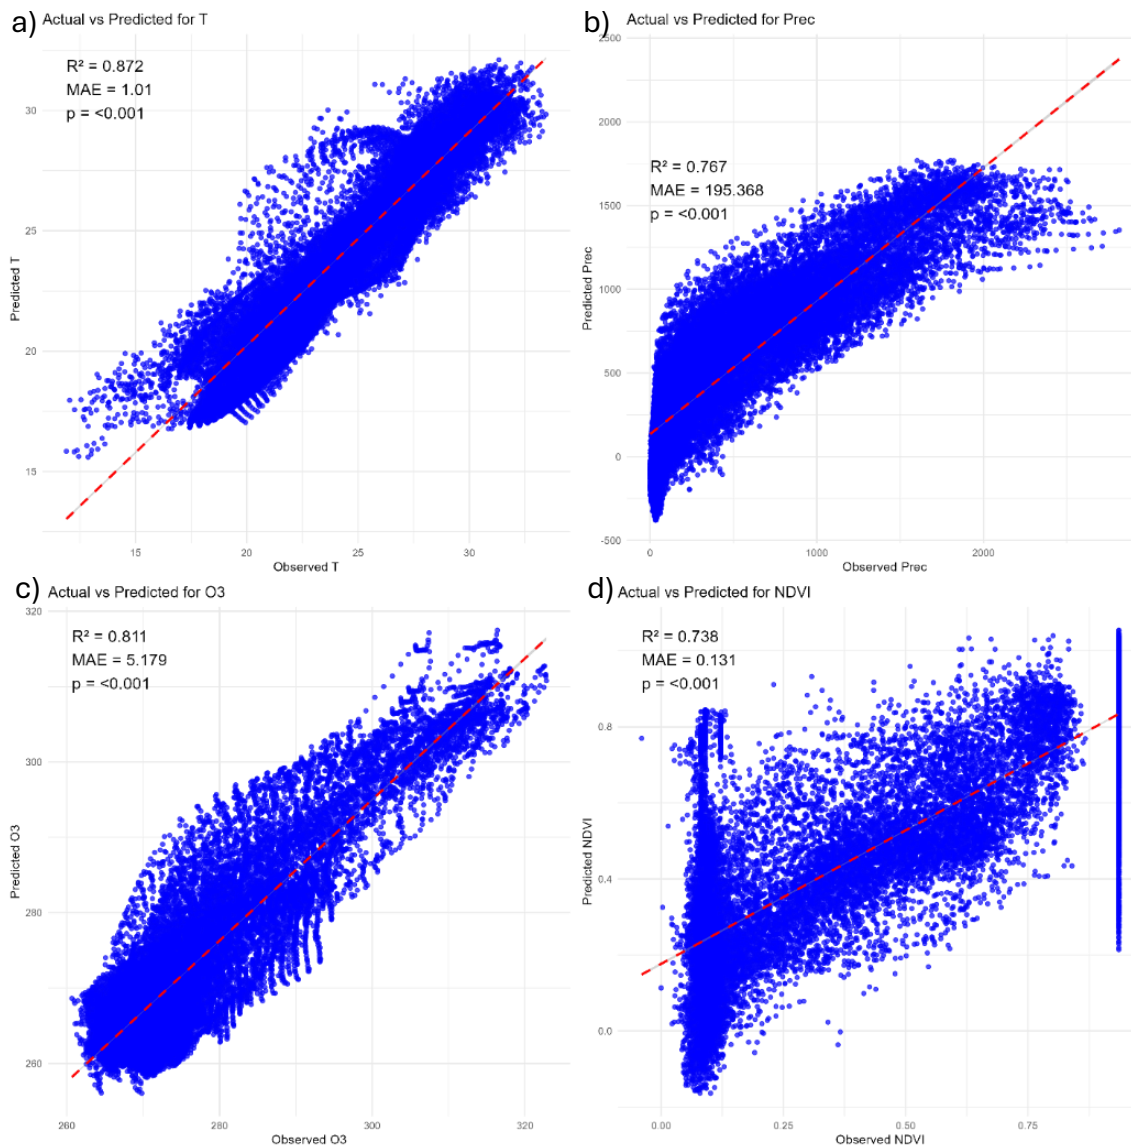 a) Actual vs Predicted for T
R² = 0.872
MAE = 1.01
p = <0.001
30
25
20
15
Predicted T
15 20 25 30
Observed T
b) Actual vs Predicted for Prec
R² = 0.767
MAE = 195.368
p = <0.001
2500
2000
1500
1000
500
0
-500
Predicted Prec
0 1000 2000
Observed Prec
c) Actual vs Predicted for O3
R² = 0.811
MAE = 5.179
p = <0.001
320
300
280
260
Predicted O3
260 280 300 320
Observed O3
d) Actual vs Predicted for NDVI
R² = 0.738
MAE = 0.131
p = <0.001
0.8
0.4
0.0
Predicted NDVI
0.00 0.25 0.50 0.75
Observed NDVI